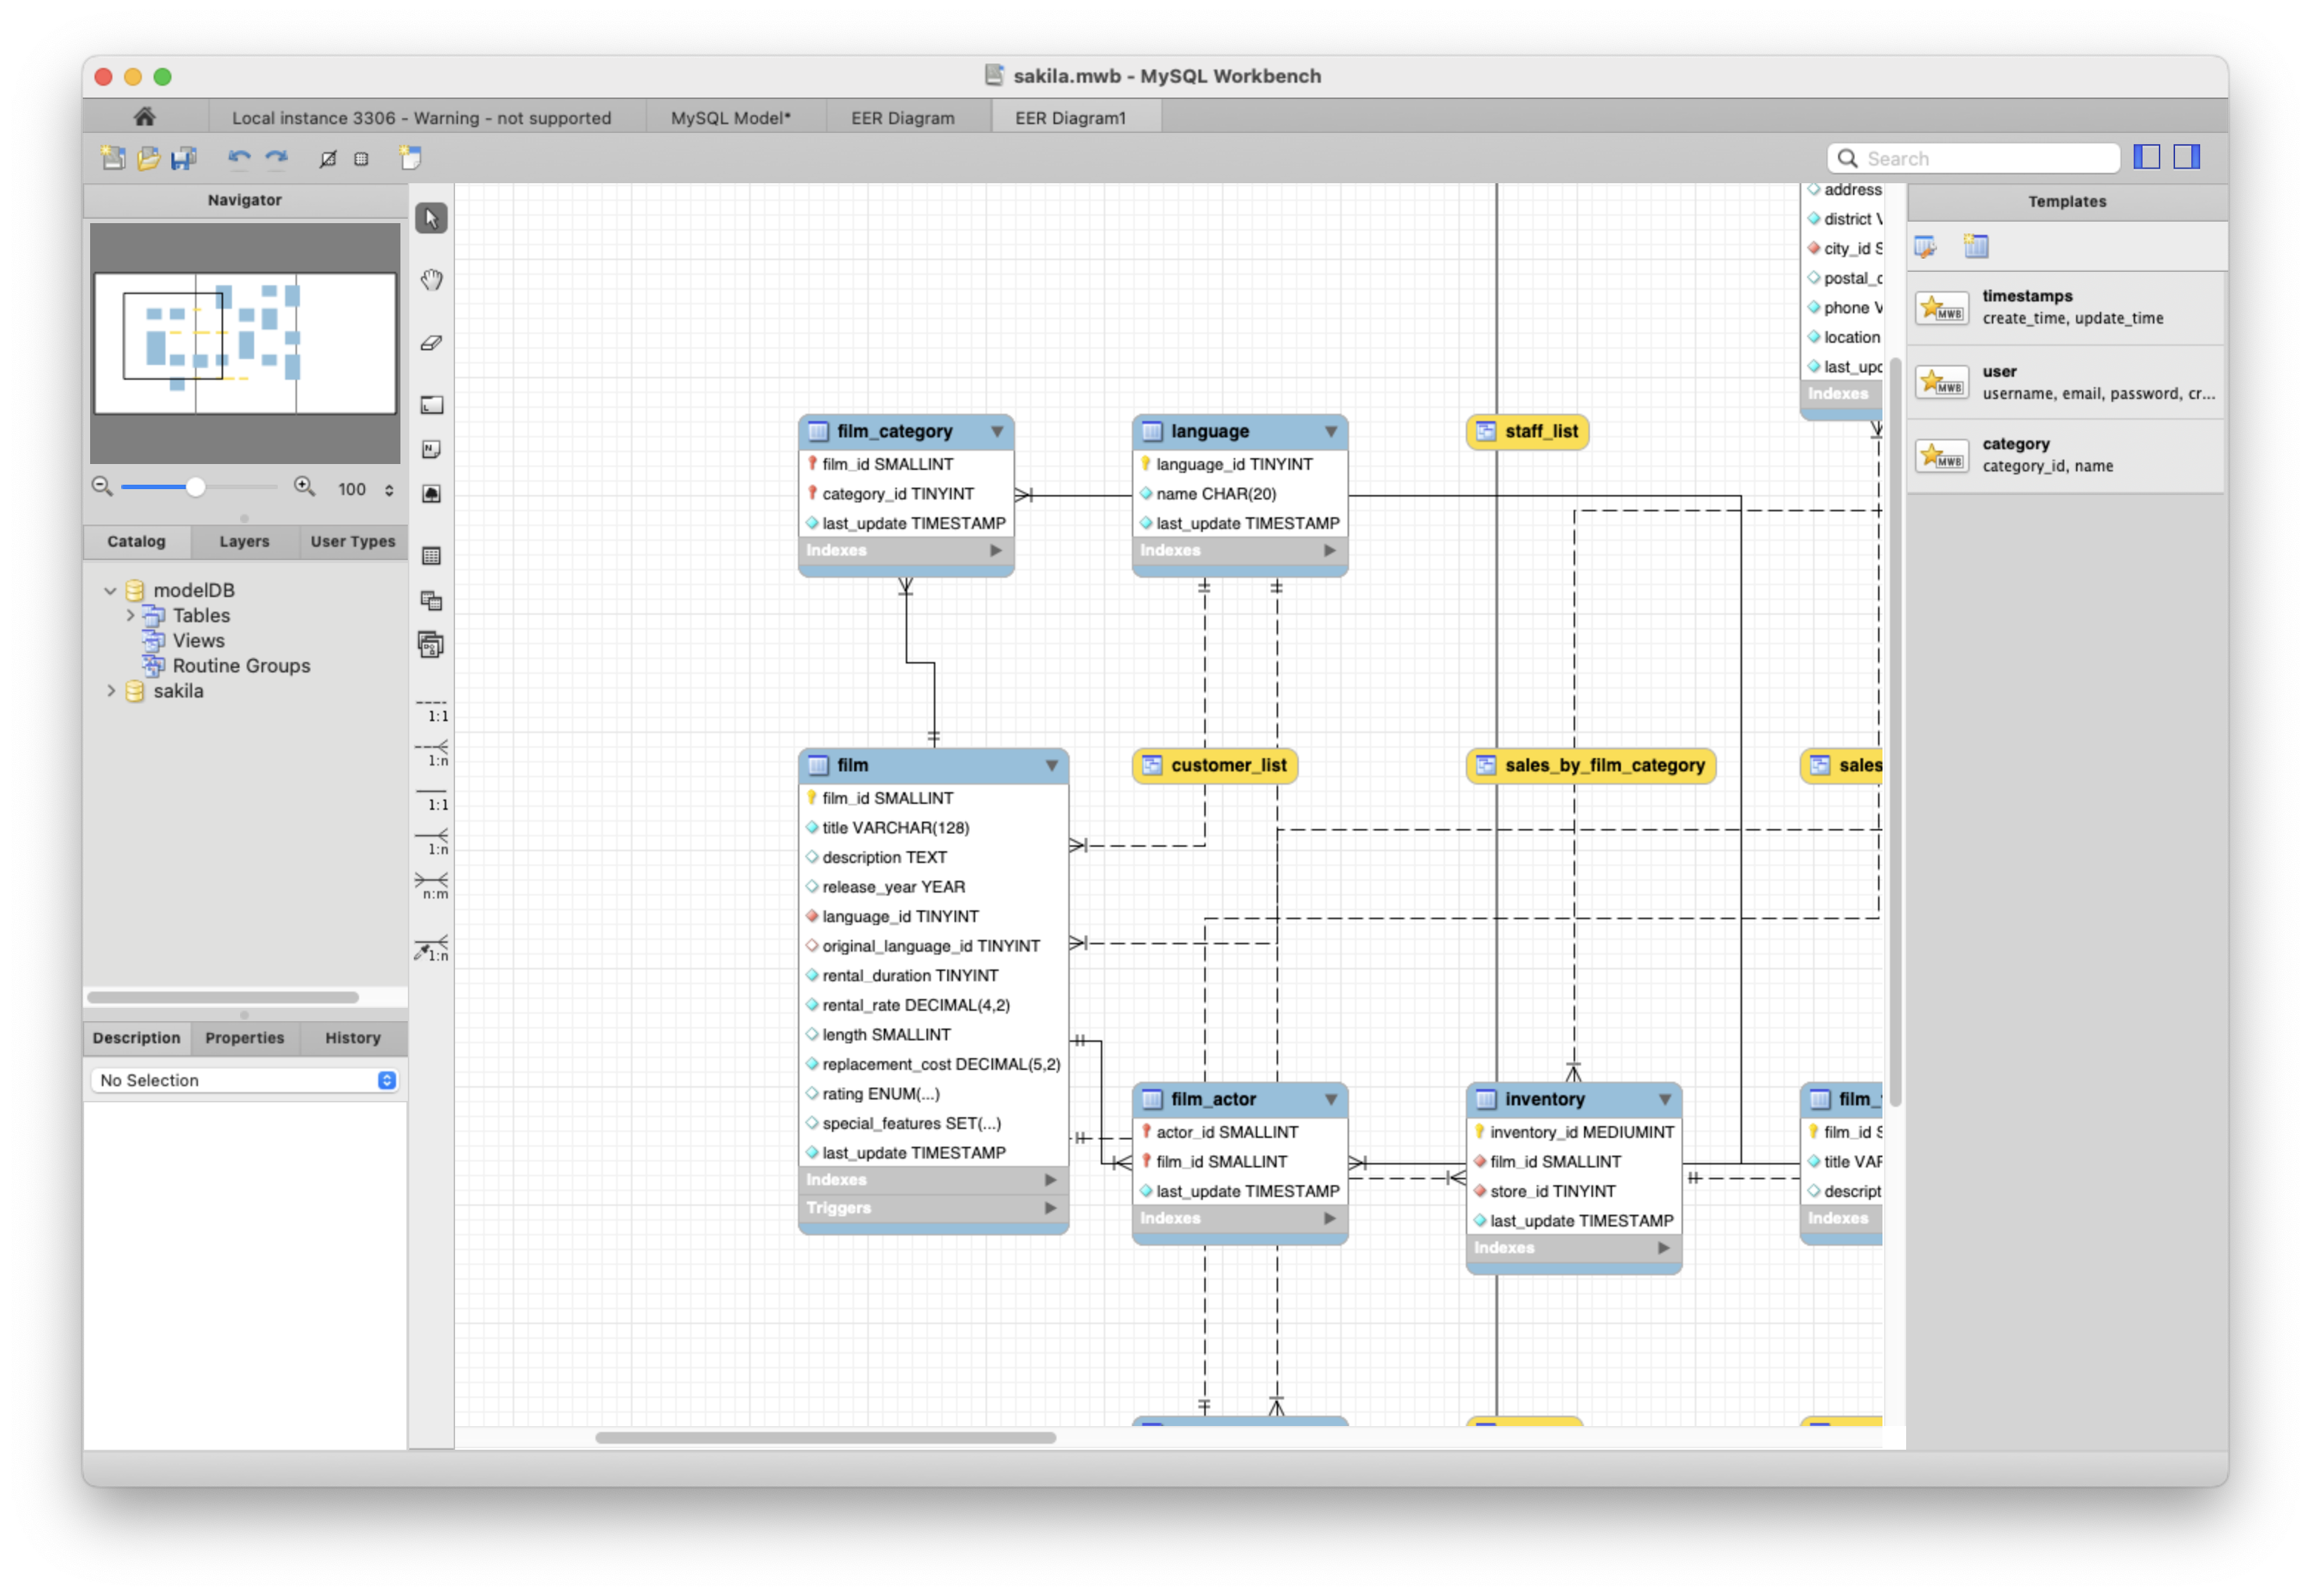 sakila.mwb - MySQL Workbench
Local instance 3306 - Warning - not supported
MySQL Model*
EER Diagram
EER Diagram1
Search
Navigator
100
Catalog
Layers
User Types
modelDB
Tables
Views
Routine Groups
sakila
Description
Properties
History
No Selection
1:1
1:n
1:1
1:n
n:m
1:n
film_category
film_id SMALLINT
category_id TINYINT
last_update TIMESTAMP
Indexes
language
language_id TINYINT
name CHAR(20)
last_update TIMESTAMP
Indexes
staff_list
address
district V
city_id S
postal_c
phone V
location
last_upd
Indexes
film
film_id SMALLINT
title VARCHAR(128)
description TEXT
release_year YEAR
language_id TINYINT
original_language_id TINYINT
rental_duration TINYINT
rental_rate DECIMAL(4,2)
length SMALLINT
replacement_cost DECIMAL(5,2)
rating ENUM(...)
special_features SET(...)
last_update TIMESTAMP
Indexes
Triggers
customer_list
sales_by_film_category
sales
film_actor
actor_id SMALLINT
film_id SMALLINT
last_update TIMESTAMP
Indexes
inventory
inventory_id MEDIUMINT
film_id SMALLINT
store_id TINYINT
last_update TIMESTAMP
Indexes
film_
film_id S
title VAR
descript
Indexes
Templates
MWB
timestamps
create_time, update_time
MWB
user
username, email, password, cr...
MWB
category
category_id, name